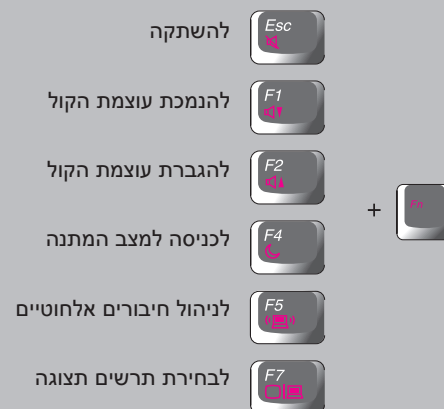 Esc להשתקה
F1 להנמכת עוצמת הקול
F2 להגברת עוצמת הקול
+ Fn
F4 לכניסה למצב המתנה
F5 לניהול חיבורים אלחוטיים
F7 לבחירת תרשים תצוגה